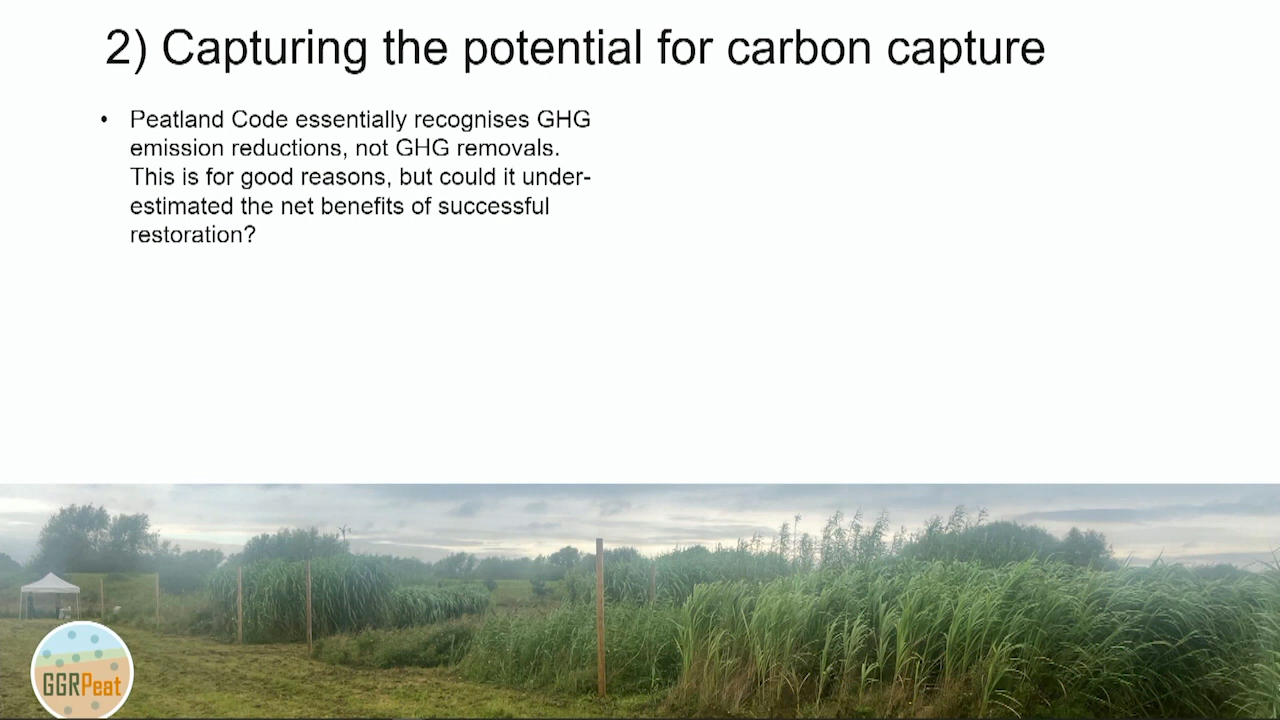 2) Capturing the potential for carbon capture
• Peatland Code essentially recognises GHG
emission reductions, not GHG removals.
This is for good reasons, but could it under-
estimated the net benefits of successful
restoration?
GGRPeat